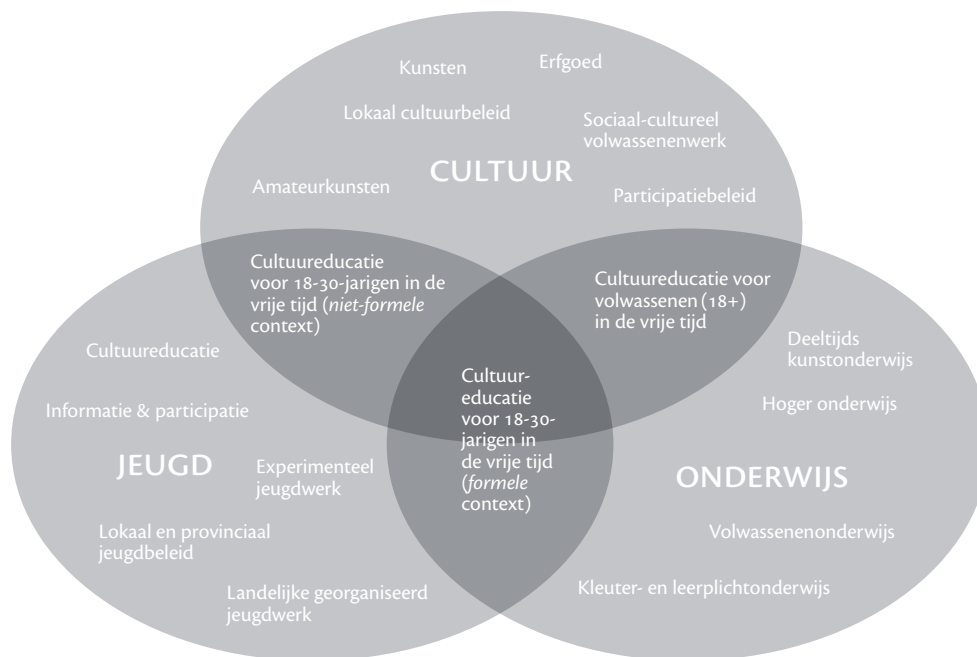 Kunsten
Erfgoed
Lokaal cultuurbeleid
Sociaal-cultureel
volwassenenwerk
CULTUUR
Amateurkunsten
Participatiebeleid
Cultuureducatie
voor 18-30-jarigen in de
vrije tijd (niet-formele
context)
Cultuureducatie voor
volwassenen (18+)
in de vrije tijd
Cultuureducatie
Informatie & participatie
JEUGD
Experimenteel
jeugdwerk
Lokaal en provinciaal
jeugdbeleid
Landelijke georganiseerd
jeugdwerk
Cultuur-
educatie
voor 18-30-
jarigen in
de vrije tijd
(formele
context)
Deeltijds
kunstonderwijs
Hoger onderwijs
ONDERWIJS
Volwassenenonderwijs
Kleuter- en leerplichtonderwijs